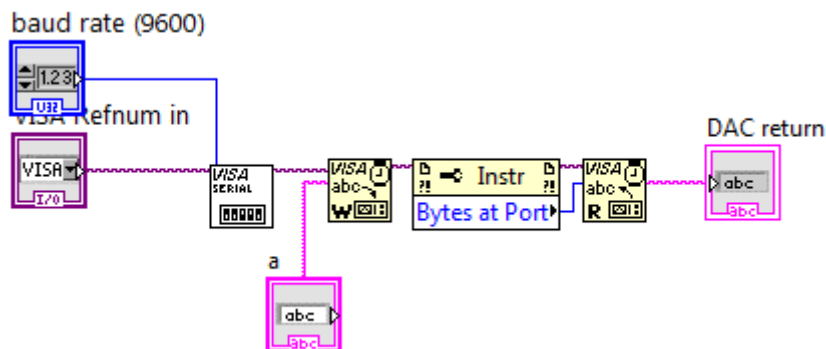 baud rate (9600)
1.23
U32
VISA Refnum in
VISA
I/O
VISA
SERIAL
VISA
abc
W
?!
Instr
?!
Bytes at Port
VISA
abc
R
DAC return
abc
abc
a
abc
abc